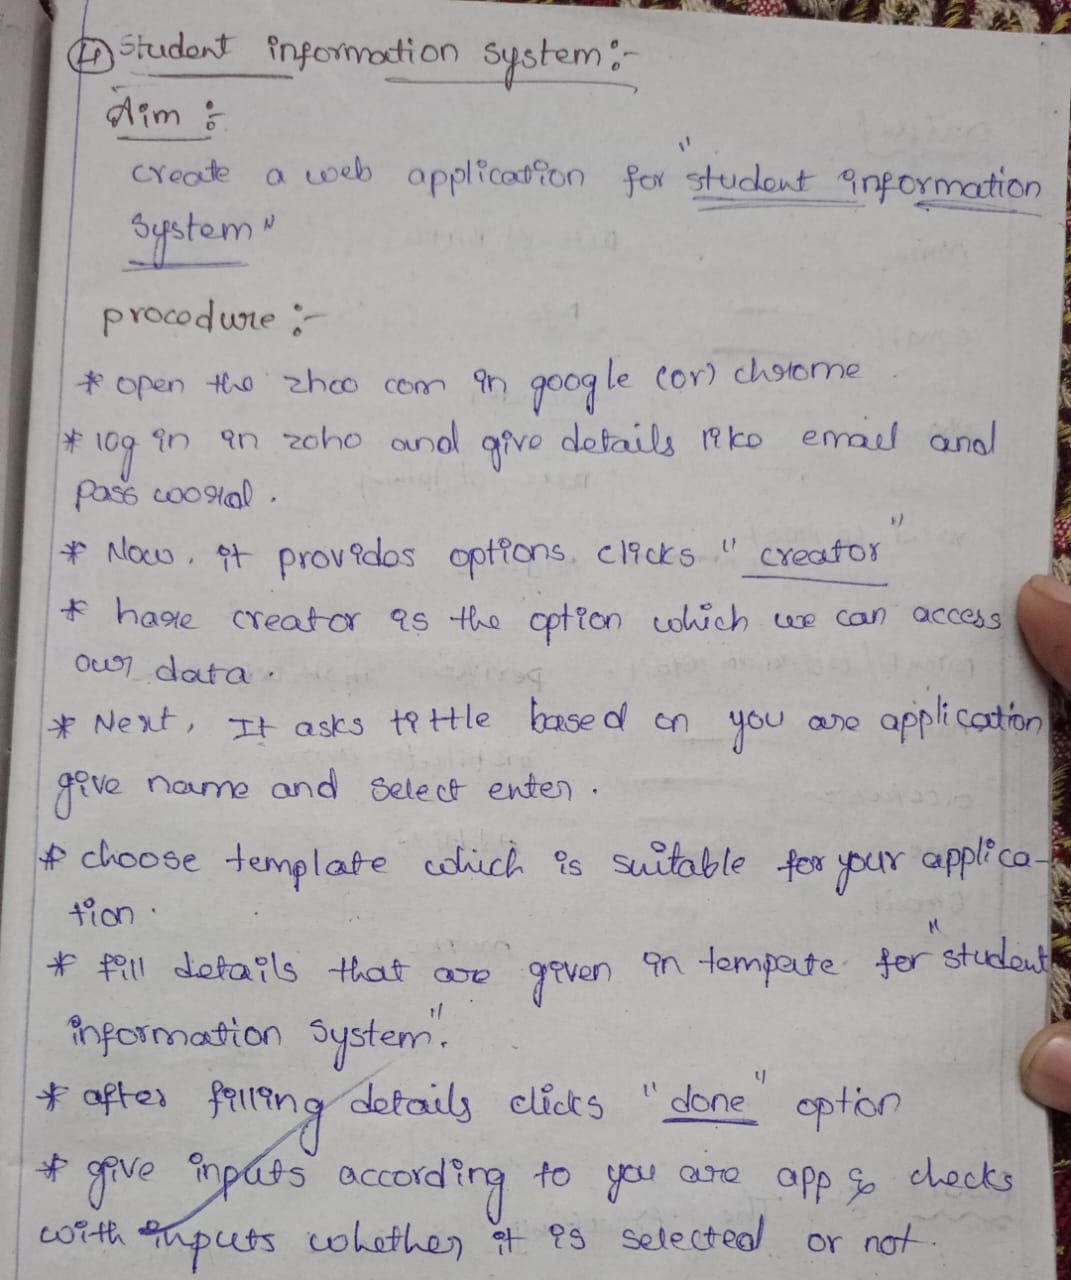 4 Student information system :-
Aim :-
create a web application for "student information
system"
procedure :-
* open the zhoo com in google (or) chrome
* log in in zoho and give details like email and
pass woord .
* Now, it provides options clicks "creator"
* hare creator is the option which we can access
our data .
* Next, It asks tittle based on you are application
give name and select enter .
* choose template which is suitable for your applica-
tion .
* fill details that are given in tempate for "student
information system".
* after filling details clicks "done" option
* give inputs according to you are app & checks
with inputs whether it is selected or not .